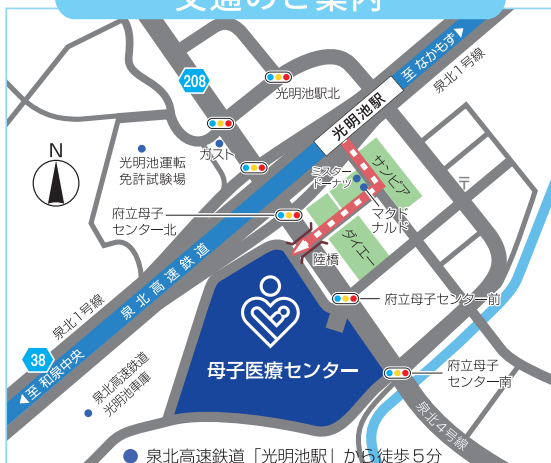 交通のご案内
至 なかもず
泉北1号線
208
光明池駅北
光明池駅
N
光明池運転
免許試験場
ガスト
ミスター
ドーナツ
サンピア
〒
マクド
ナルド
府立母子
センター北
ダイエー
陸橋
泉北高速鉄道
泉北1号線
府立母子センター前
38
至 和泉中央
母子医療センター
泉北高速鉄道
光明池車庫
府立母子
センター南
泉北4号線
● 泉北高速鉄道「光明池駅」から徒歩5分